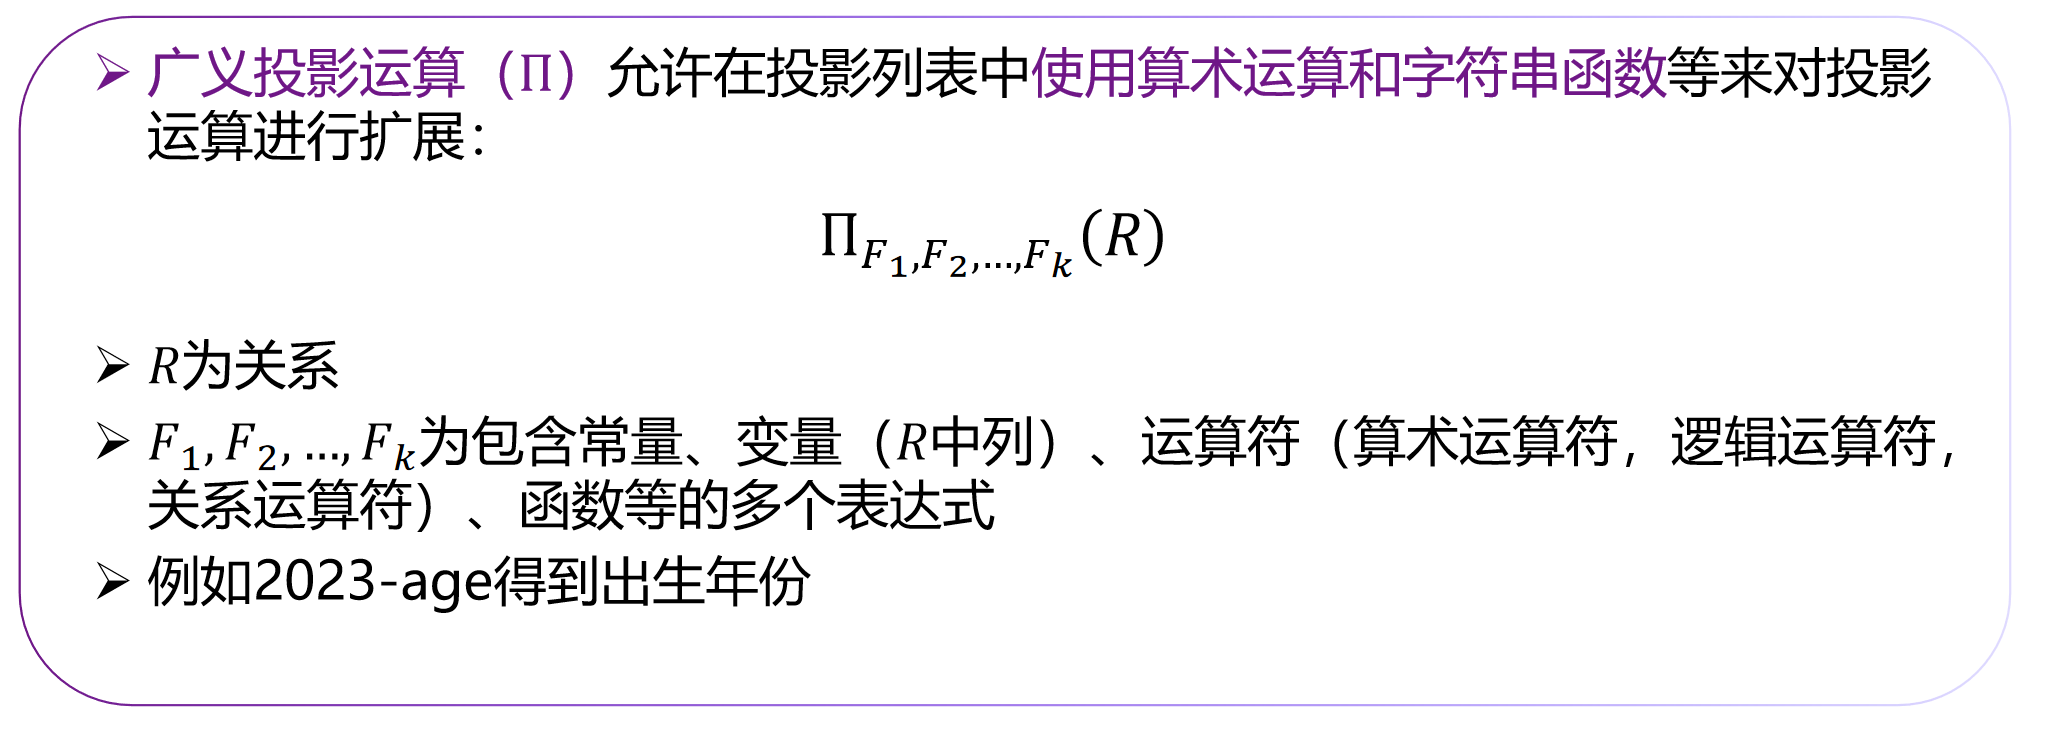 ➢ 广义投影运算（Π）允许在投影列表中使用算术运算和字符串函数等来对投影
运算进行扩展：
Π_{F_1,F_2,…,F_k}(R)
➢ R为关系
➢ F_1, F_2, …, F_k为包含常量、变量（R中列）、运算符（算术运算符，逻辑运算符，
关系运算符）、函数等的多个表达式
➢ 例如2023-age得到出生年份